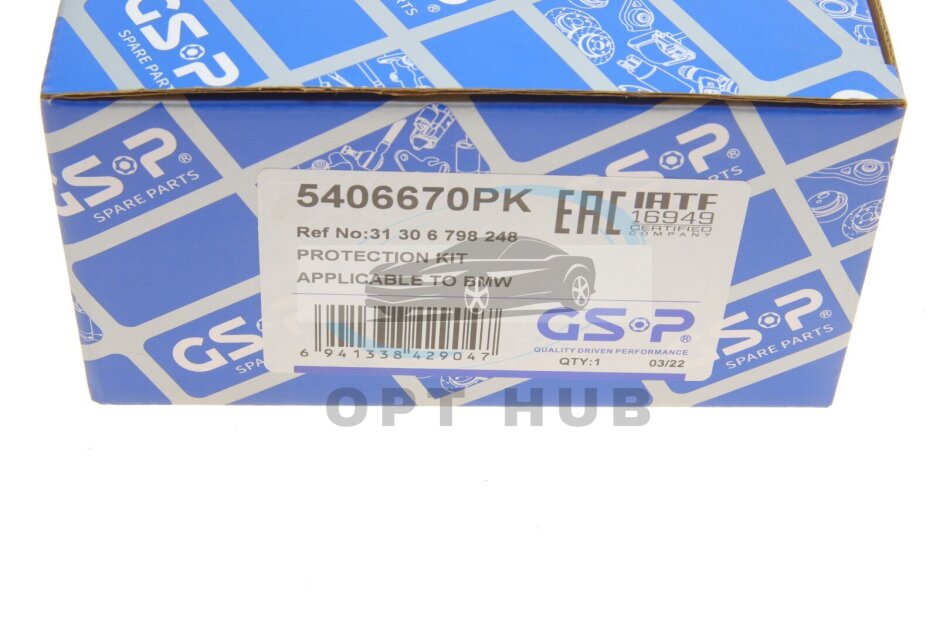 GSP®
SPARE PARTS
GSP®
SPARE PARTS
5406670PK
EAC
IATF
16949
CERTIFIED
COMPANY
Ref No:31 30 6 798 248
PROTECTION KIT
APPLICABLE TO BMW
6 941338 429047
GSP®
QUALITY DRIVEN PERFORMANCE
QTY:1 03/22
GSP®
SPARE PARTS
GSP®
SPARE PARTS
OPT HUB